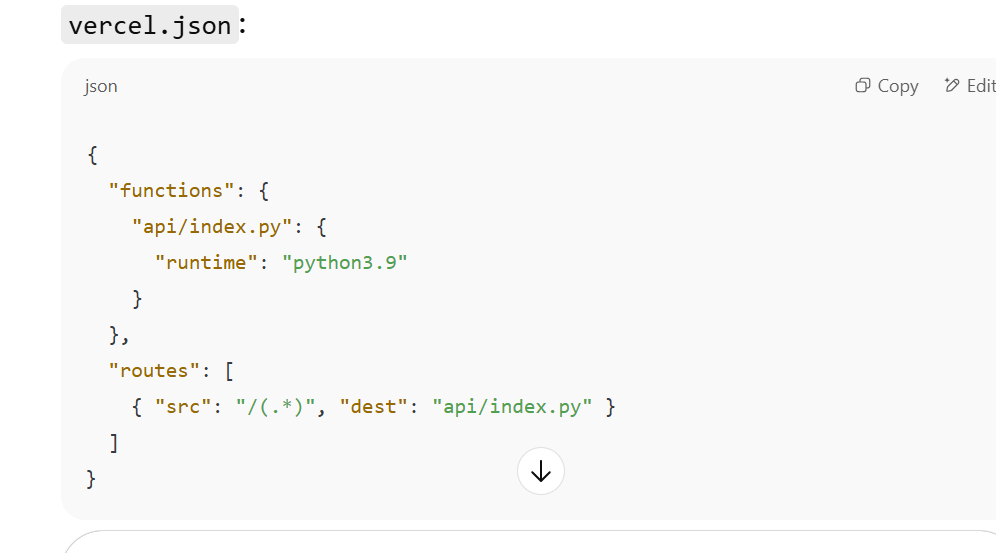 vercel.json:
json
Copy
Edit
{
"functions": {
"api/index.py": {
"runtime": "python3.9"
}
},
"routes": [
{ "src": "/(.*)", "dest": "api/index.py" }
]
}